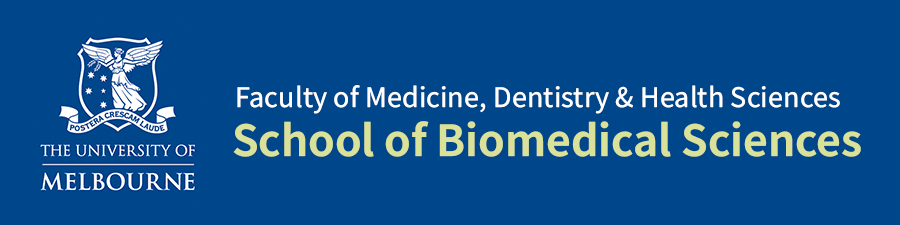 POSTERA CRESCAM LAUDE
THE UNIVERSITY OF
MELBOURNE
Faculty of Medicine, Dentistry & Health Sciences
School of Biomedical Sciences